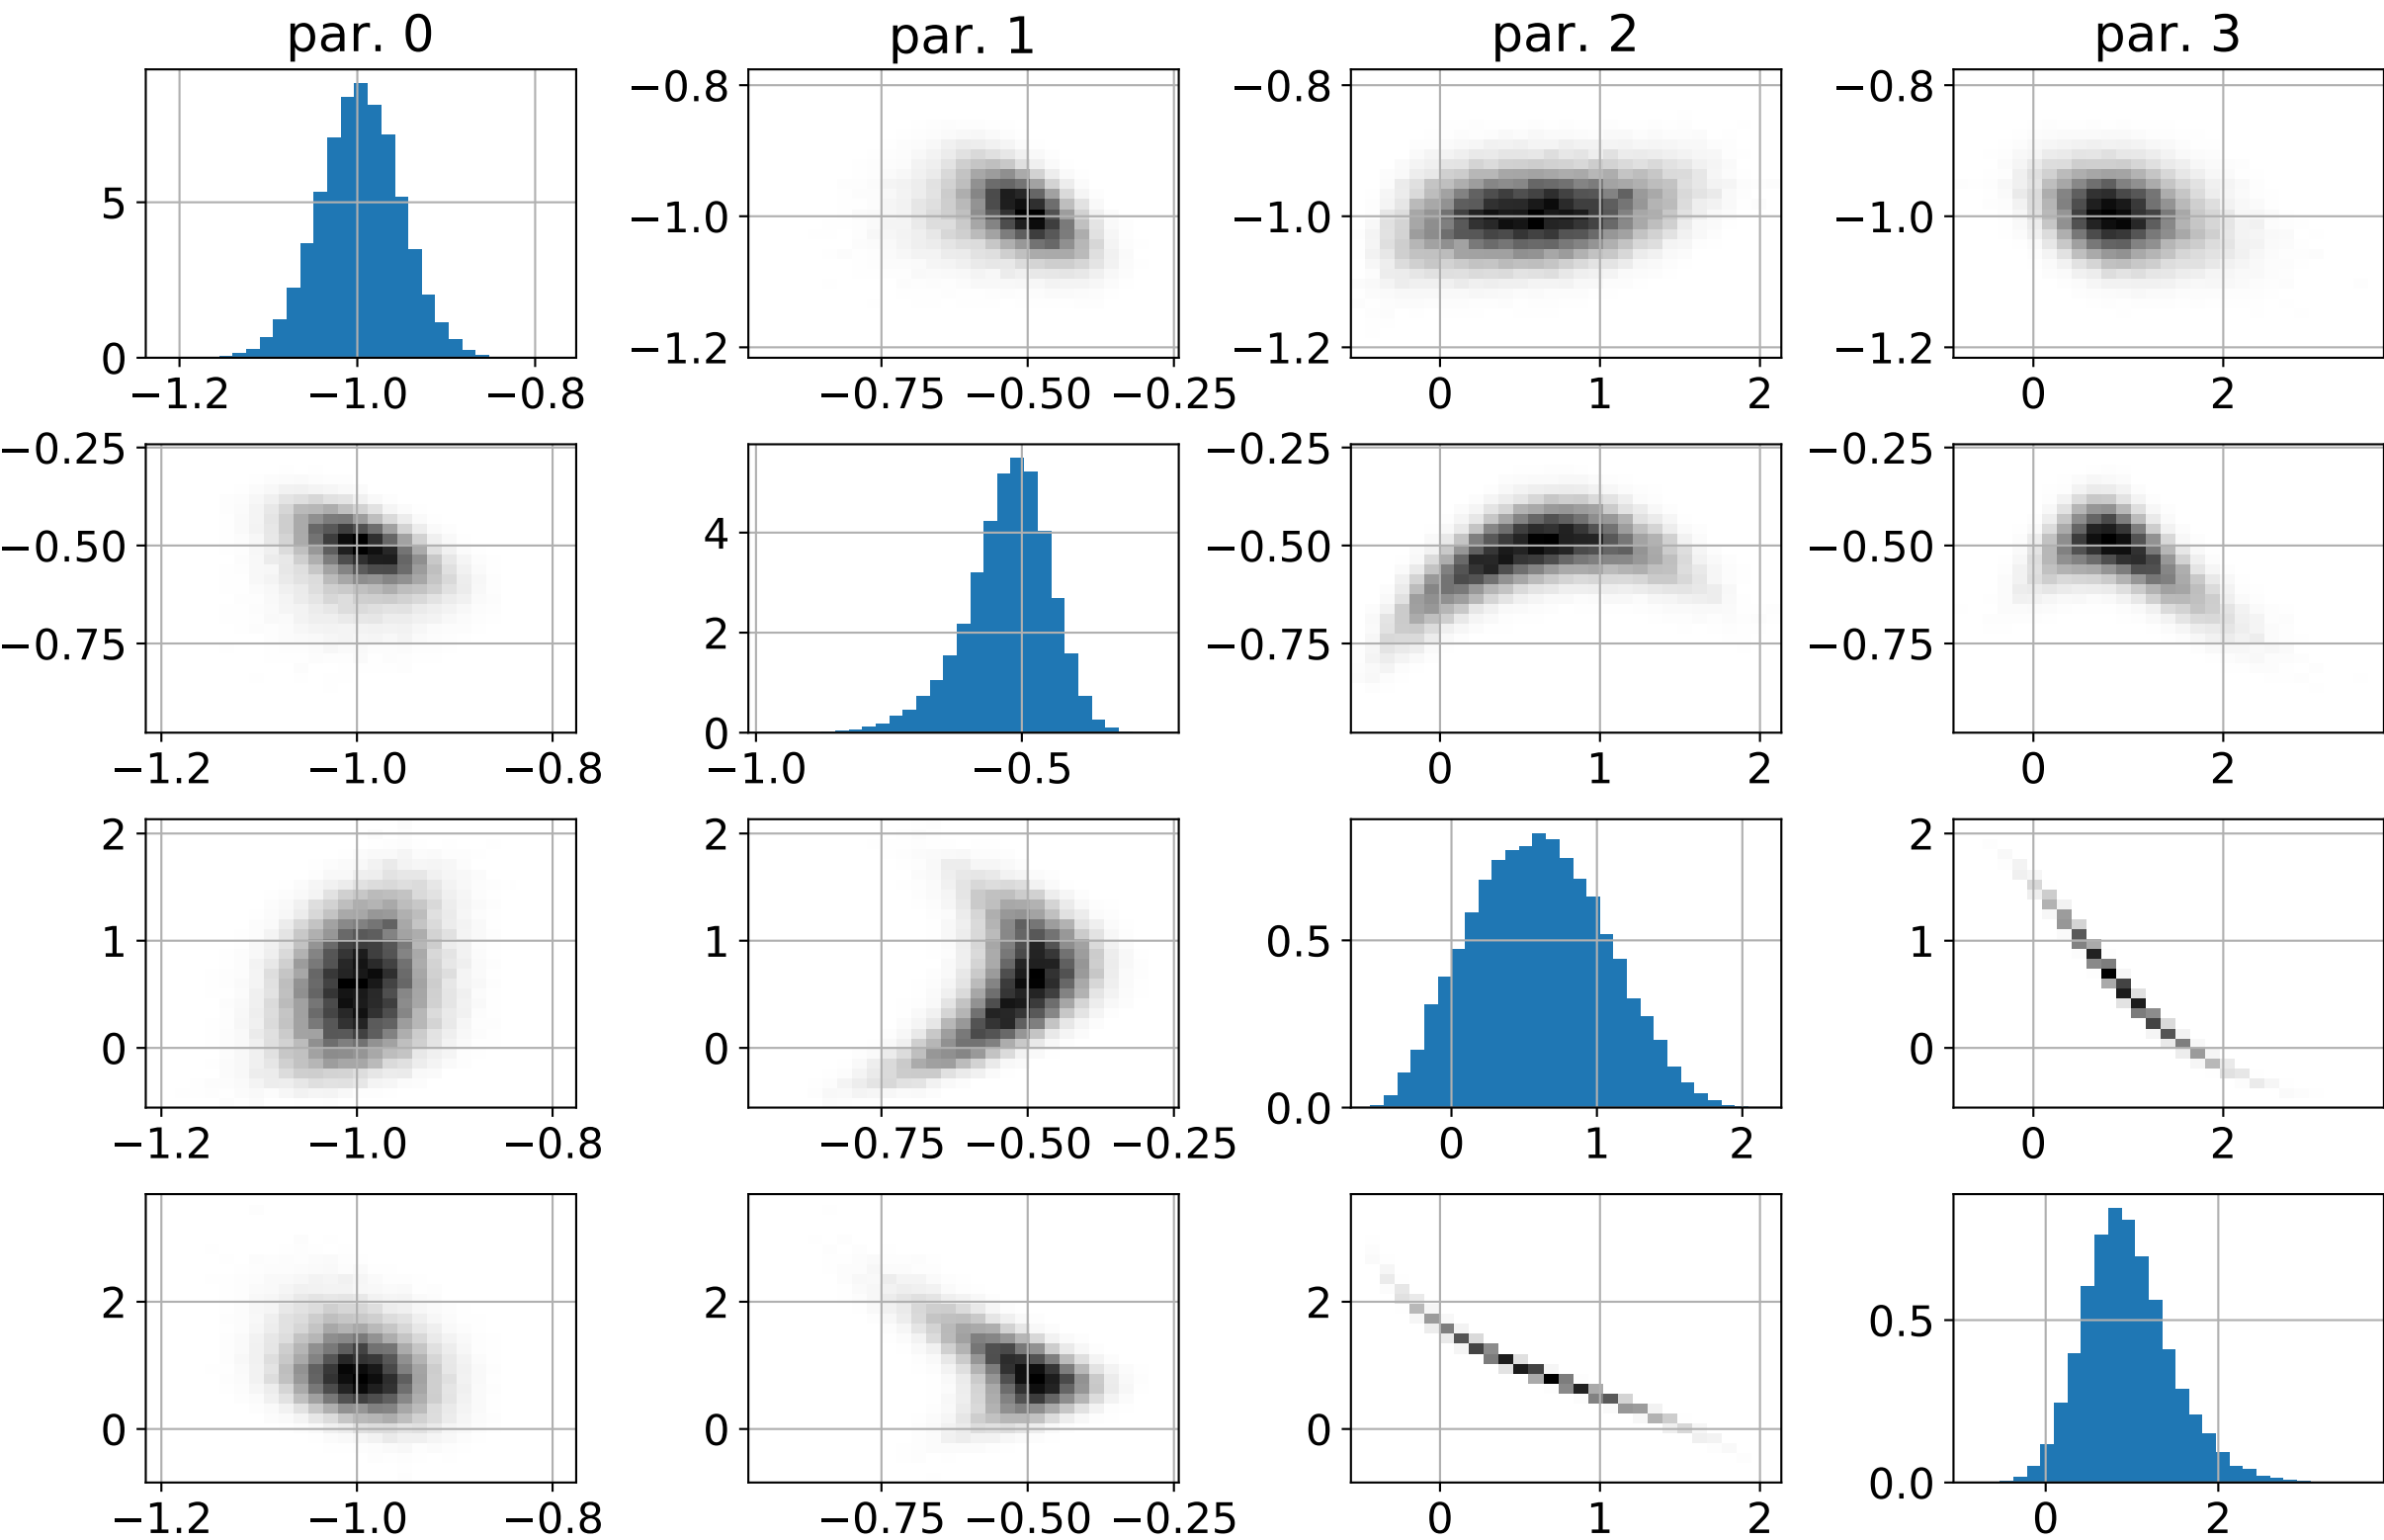 par. 0 par. 1 par. 2 par. 3
−0.8 −0.8 −0.8
5 −1.0 −1.0 −1.0
0 −1.2 −1.2 −1.2
−1.2 −1.0 −0.8 −0.75 −0.50 −0.25 0 1 2 0 2
−0.25 −0.25 −0.25
−0.50 4 −0.50 −0.50
−0.75 2 −0.75 −0.75
0
−1.2 −1.0 −0.8 −1.0 −0.5 0 1 2 0 2
2 2 2
1 1 0.5 1
0 0 0
0.0
−1.2 −1.0 −0.8 −0.75 −0.50 −0.25 0 1 2 0 2
2 2 2 0.5
0 0 0
0.0
−1.2 −1.0 −0.8 −0.75 −0.50 −0.25 0 1 2 0 2